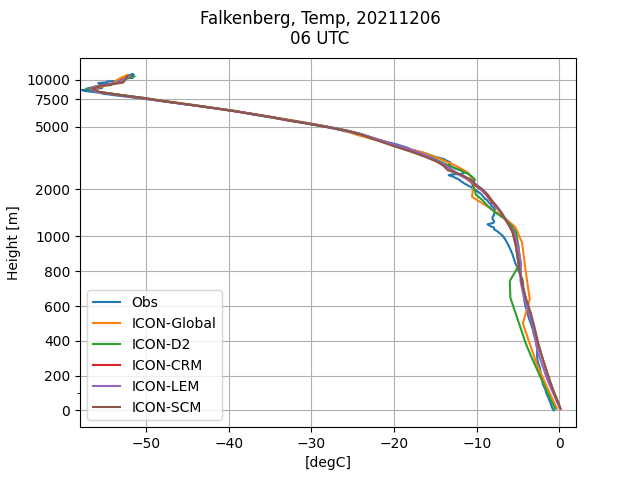 Falkenberg, Temp, 20211206
06 UTC
10000
7500
5000
2000
1000
800
600
400
200
0
Height [m]
Obs
ICON-Global
ICON-D2
ICON-CRM
ICON-LEM
ICON-SCM
−50
−40
−30
−20
−10
0
[degC]